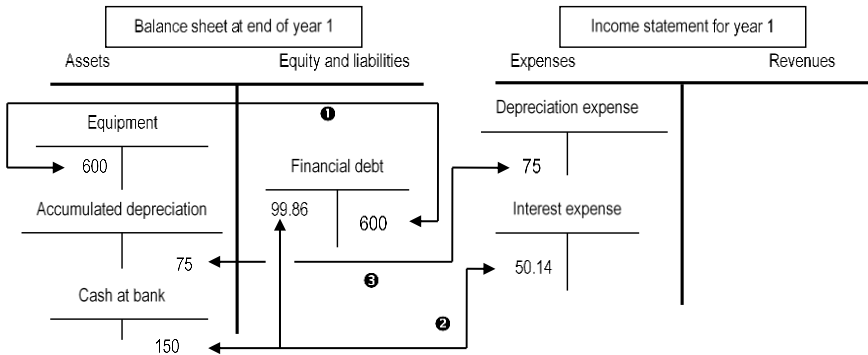 Balance sheet at end of year 1
Income statement for year 1
Assets
Equity and liabilities
Expenses
Revenues
❶
Equipment
600
Depreciation expense
75
Financial debt
99.86
600
Accumulated depreciation
75
Interest expense
50.14
❸
Cash at bank
150
❷